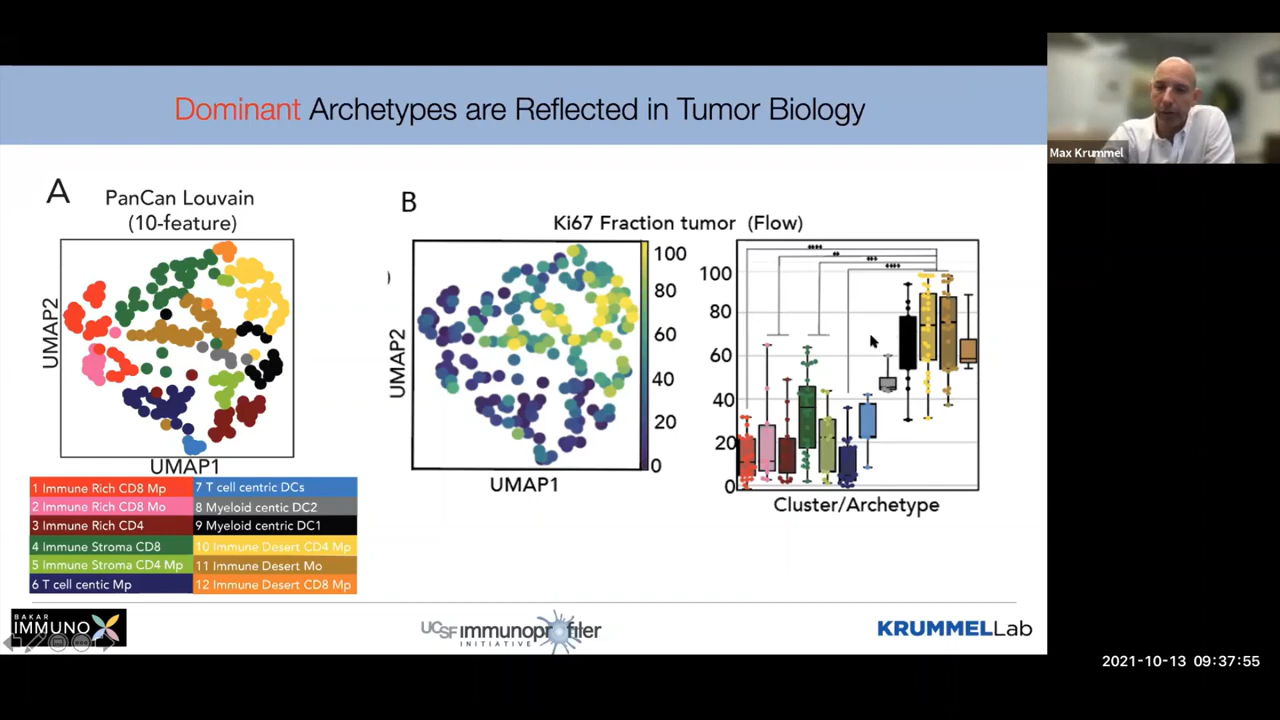 Dominant Archetypes are Reflected in Tumor Biology
Max Krummel
A
PanCan Louvain
(10-feature)
UMAP2
UMAP1
1 Immune Rich CD8 Mp
2 Immune Rich CD8 Mo
3 Immune Rich CD4
4 Immune Stroma CD8
5 Immune Stroma CD4 Mp
6 T cell centic Mp
7 T cell centric DCs
8 Myeloid centic DC2
9 Myeloid centric DC1
10 Immune Desert CD4 Mp
11 Immune Desert Mo
12 Immune Desert CD8 Mp
B
Ki67 Fraction tumor (Flow)
)
UMAP2
UMAP1
100
80
60
40
20
0
100
80
60
40
20
0
****
**
***
****
Cluster/Archetype
BAKAR
IMMUNO X
UCSF immunoprofiler
INITIATIVE
KRUMMELLab
2021-10-13 09:37:55